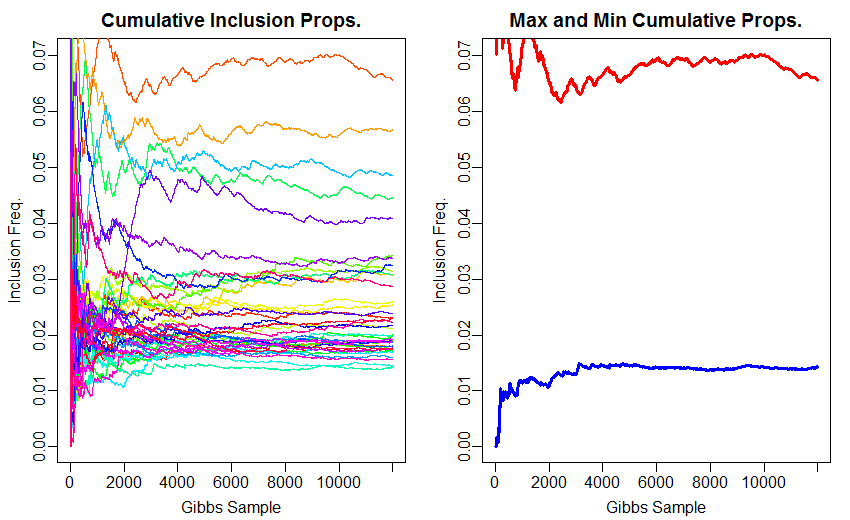 Cumulative Inclusion Props.
Inclusion Freq.
0.07
0.06
0.05
0.04
0.03
0.02
0.01
0.00
0 2000 4000 6000 8000 10000
Gibbs Sample
Max and Min Cumulative Props.
Inclusion Freq.
0.07
0.06
0.05
0.04
0.03
0.02
0.01
0.00
0 2000 4000 6000 8000 10000
Gibbs Sample